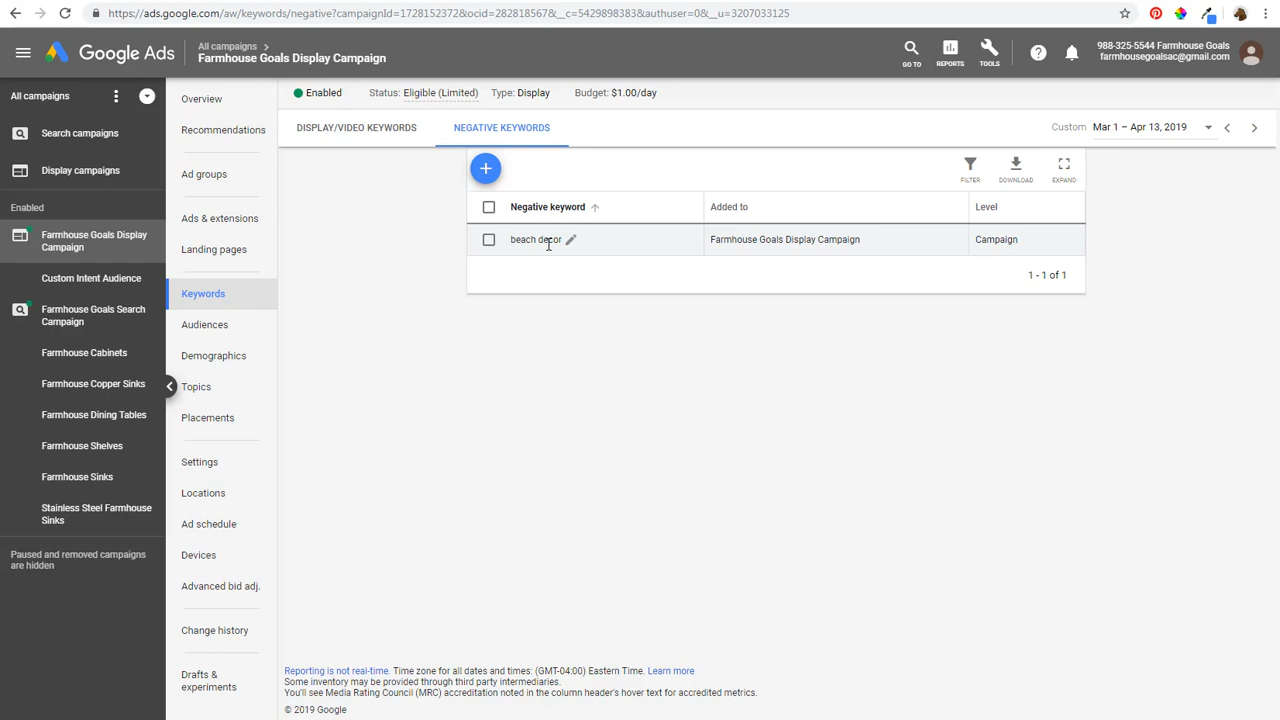 https://ads.google.com/aw/keywords/negative?campaignId=1728152372&ocid=282818567&__c=5429898383&authuser=0&__u=3207033125
Google Ads
All campaigns
Farmhouse Goals Display Campaign
GO TO
REPORTS
TOOLS
988-325-5544 Farmhouse Goals
farmhousegoalsac@gmail.com
All campaigns
Search campaigns
Display campaigns
Enabled
Farmhouse Goals Display
Campaign
Custom Intent Audience
Farmhouse Goals Search
Campaign
Farmhouse Cabinets
Farmhouse Copper Sinks
Farmhouse Dining Tables
Farmhouse Shelves
Farmhouse Sinks
Stainless Steel Farmhouse
Sinks
Paused and removed campaigns
are hidden
Overview
Recommendations
Ad groups
Ads & extensions
Landing pages
Keywords
Audiences
Demographics
Topics
Placements
Settings
Locations
Ad schedule
Devices
Advanced bid adj.
Change history
Drafts &
experiments
Enabled
Status: Eligible (Limited)
Type: Display
Budget: $1.00/day
DISPLAY/VIDEO KEYWORDS
NEGATIVE KEYWORDS
Custom
Mar 1 – Apr 13, 2019
FILTER
DOWNLOAD
EXPAND
Negative keyword
Added to
Level
beach decor
Farmhouse Goals Display Campaign
Campaign
1 - 1 of 1
Reporting is not real-time. Time zone for all dates and times: (GMT-04:00) Eastern Time. Learn more
Some inventory may be provided through third party intermediaries.
You'll see Media Rating Council (MRC) accreditation noted in the column header's hover text for accredited metrics.
© 2019 Google